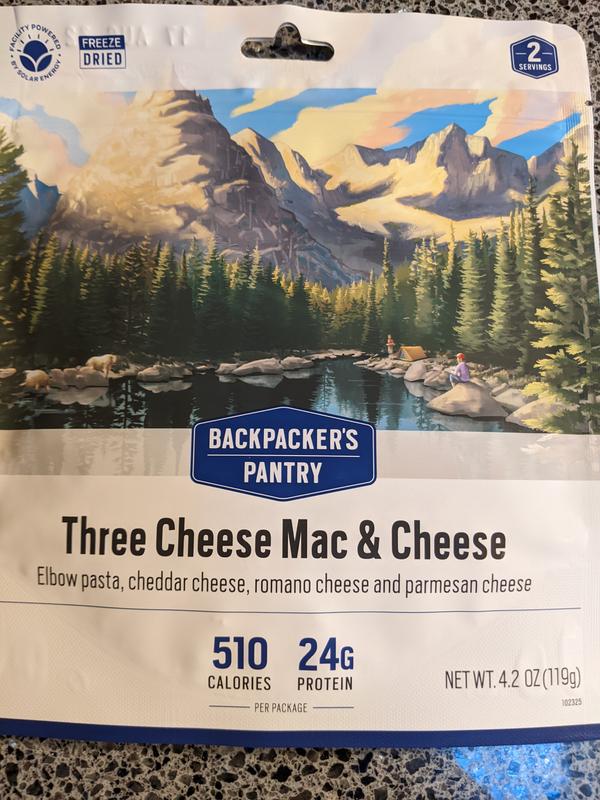 FACILITY POWERED
BY SOLAR ENERGY
FREEZE
DRIED
2
SERVINGS
BACKPACKER'S
PANTRY
Three Cheese Mac & Cheese
Elbow pasta, cheddar cheese, romano cheese and parmesan cheese
510 24G
CALORIES PROTEIN
PER PACKAGE
NET WT. 4.2 OZ (119g)
102325